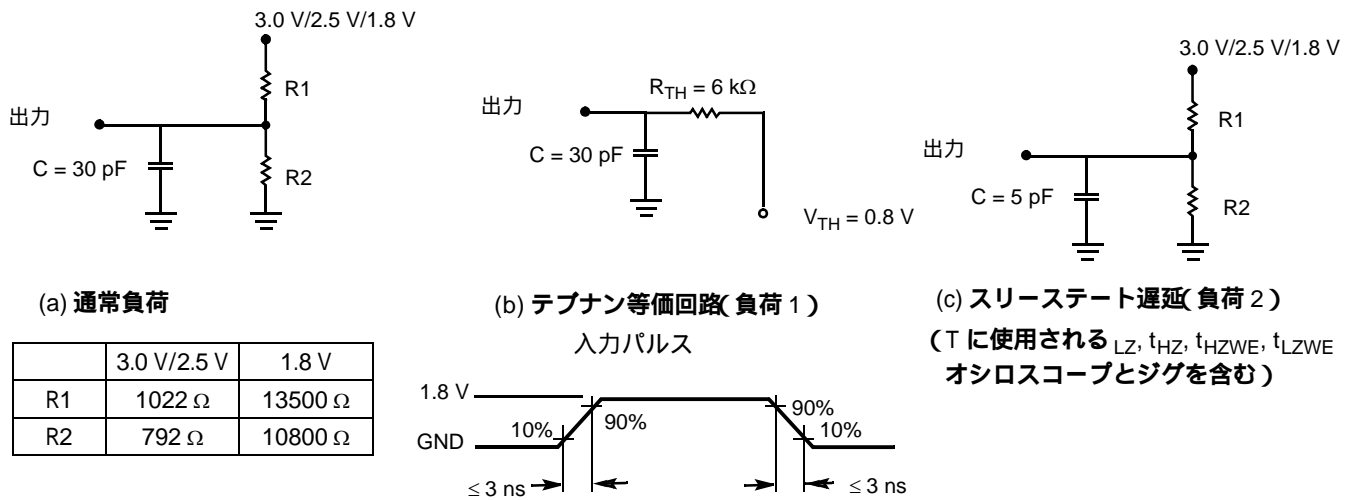 3.0 V/2.5 V/1.8 V
R1
出力
C = 30 pF
R2
(a) 通常負荷
3.0 V/2.5 V 1.8 V
R1 1022 Ω 13500 Ω
R2 792 Ω 10800 Ω
R_TH = 6 kΩ
出力
C = 30 pF
V_TH = 0.8 V
(b) テブナン等価回路( 負荷 1 )
入力パルス
1.8 V
GND
10%
90%
90%
10%
≤ 3 ns
≤ 3 ns
3.0 V/2.5 V/1.8 V
R1
出力
C = 5 pF
R2
(c) スリーステート遅延( 負荷 2 )
( T に使用される LZ, tHZ, tHZWE, tLZWE
オシロスコープとジグを含む )